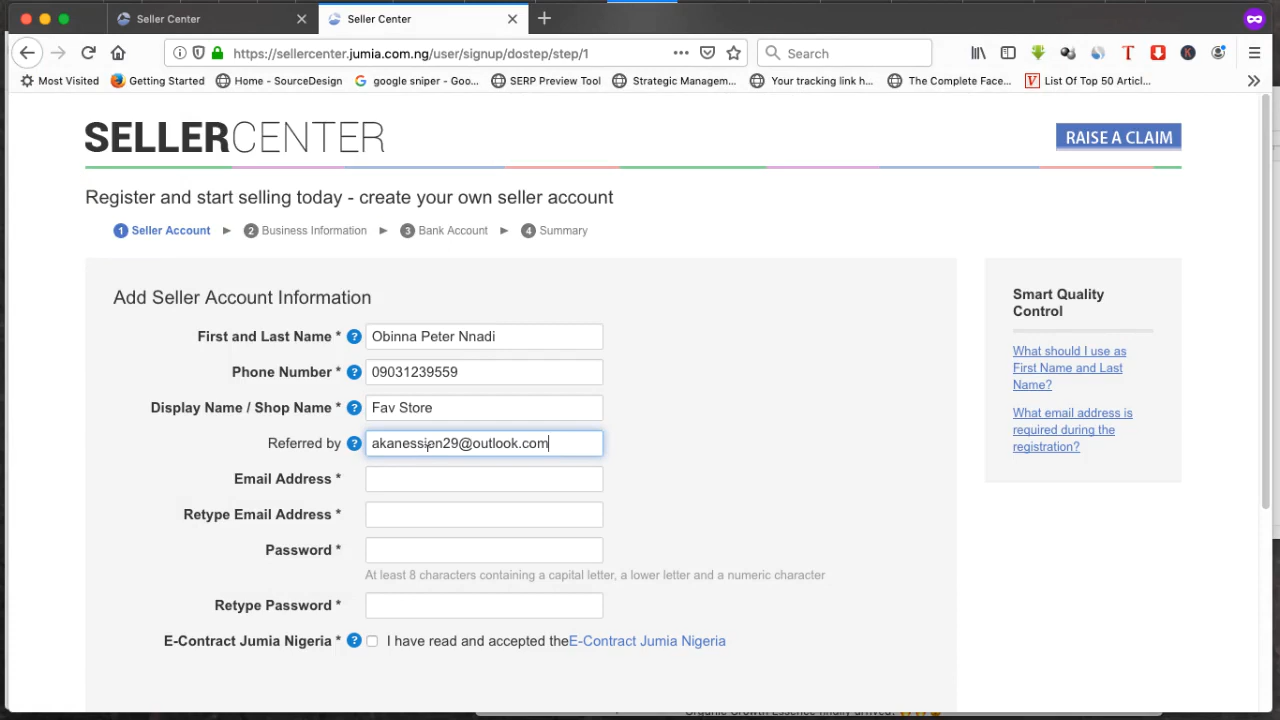 Seller Center
Seller Center
https://sellercenter.jumia.com.ng/user/signup/dostep/step/1
Search
Most Visited
Getting Started
Home - SourceDesign
google sniper - Goo...
SERP Preview Tool
Strategic Managem...
Your tracking link h...
The Complete Face...
List Of Top 50 Articl...
SELLERCENTER
RAISE A CLAIM
Register and start selling today - create your own seller account
1 Seller Account
2 Business Information
3 Bank Account
4 Summary
Add Seller Account Information
First and Last Name * ? Obinna Peter Nnadi
Phone Number * ? 09031239559
Display Name / Shop Name * ? Fav Store
Referred by ? akanessien29@outlook.com
Email Address *
Retype Email Address *
Password *
At least 8 characters containing a capital letter, a lower letter and a numeric character
Retype Password *
E-Contract Jumia Nigeria * ? I have read and accepted theE-Contract Jumia Nigeria
Smart Quality
Control
What should I use as
First Name and Last
Name?
What email address is
required during the
registration?